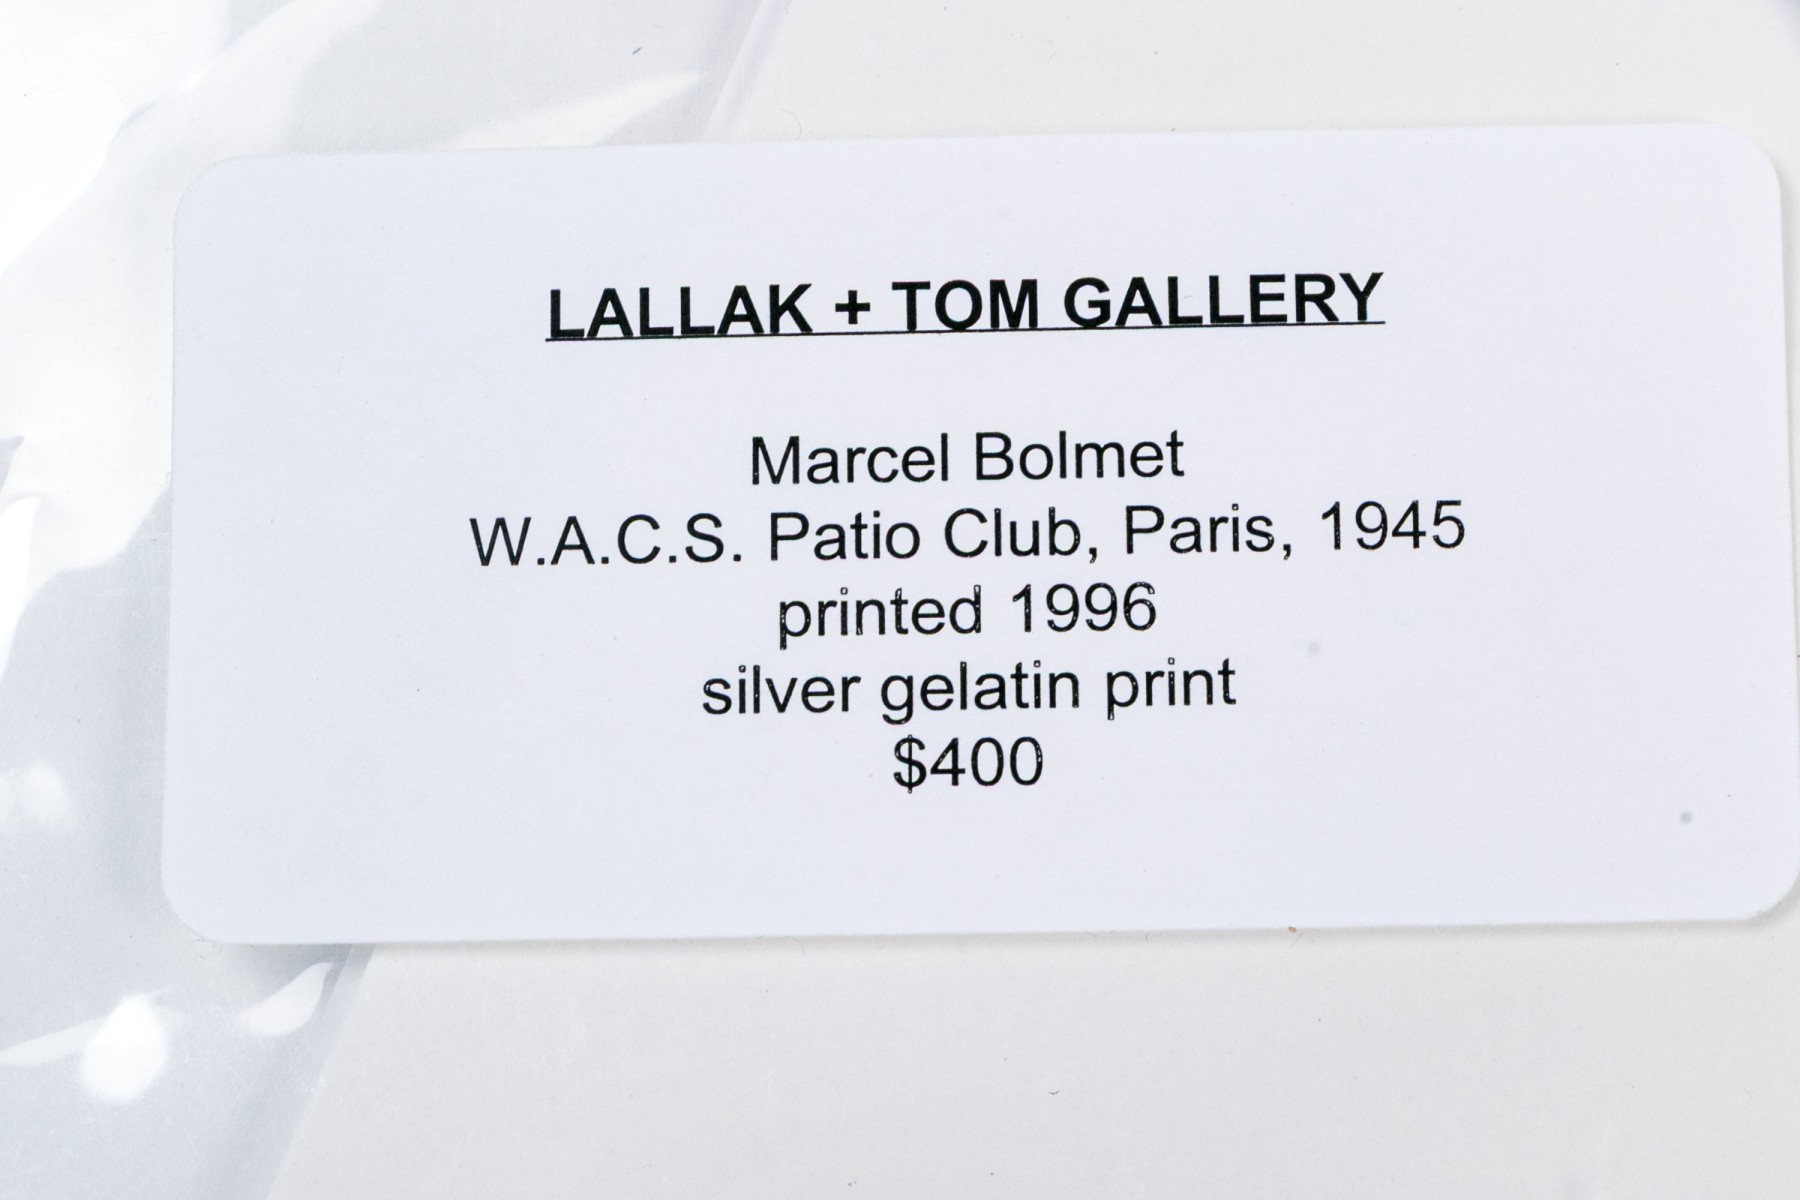 LALLAK + TOM GALLERY
Marcel Bolmet
W.A.C.S. Patio Club, Paris, 1945
printed 1996
silver gelatin print
$400